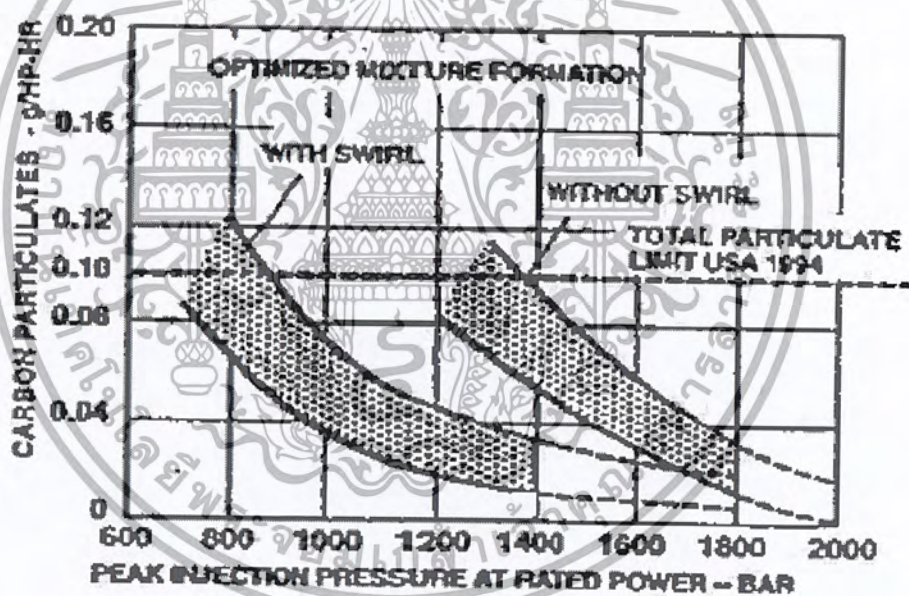 CARBON PARTICULATES - g/HP-HR
0.20
0.16
0.12
0.10
0.08
0.04
0
OPTIMIZED MIXTURE FORMATION
WITH SWIRL
WITHOUT SWIRL
TOTAL PARTICULATE
LIMIT USA 1994
600 800 1000 1200 1400 1600 1800 2000
PEAK INJECTION PRESSURE AT RATED POWER - BAR